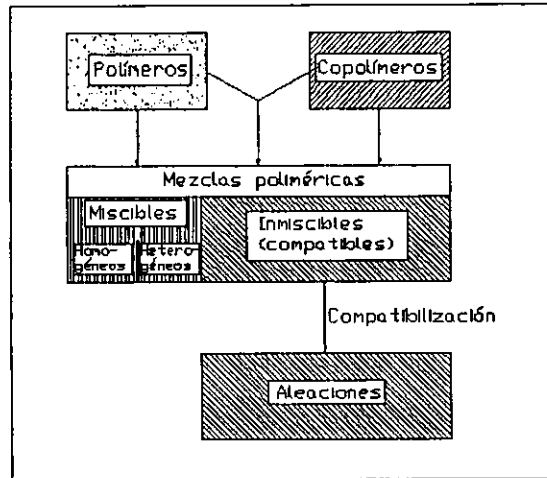 Polímeros
Copolímeros
Mezclas poliméricas
Miscibles
Homo-
géneos
Hetero-
géneos
Inmiscibles
(compatibles)
Compatibilización
Aleaciones